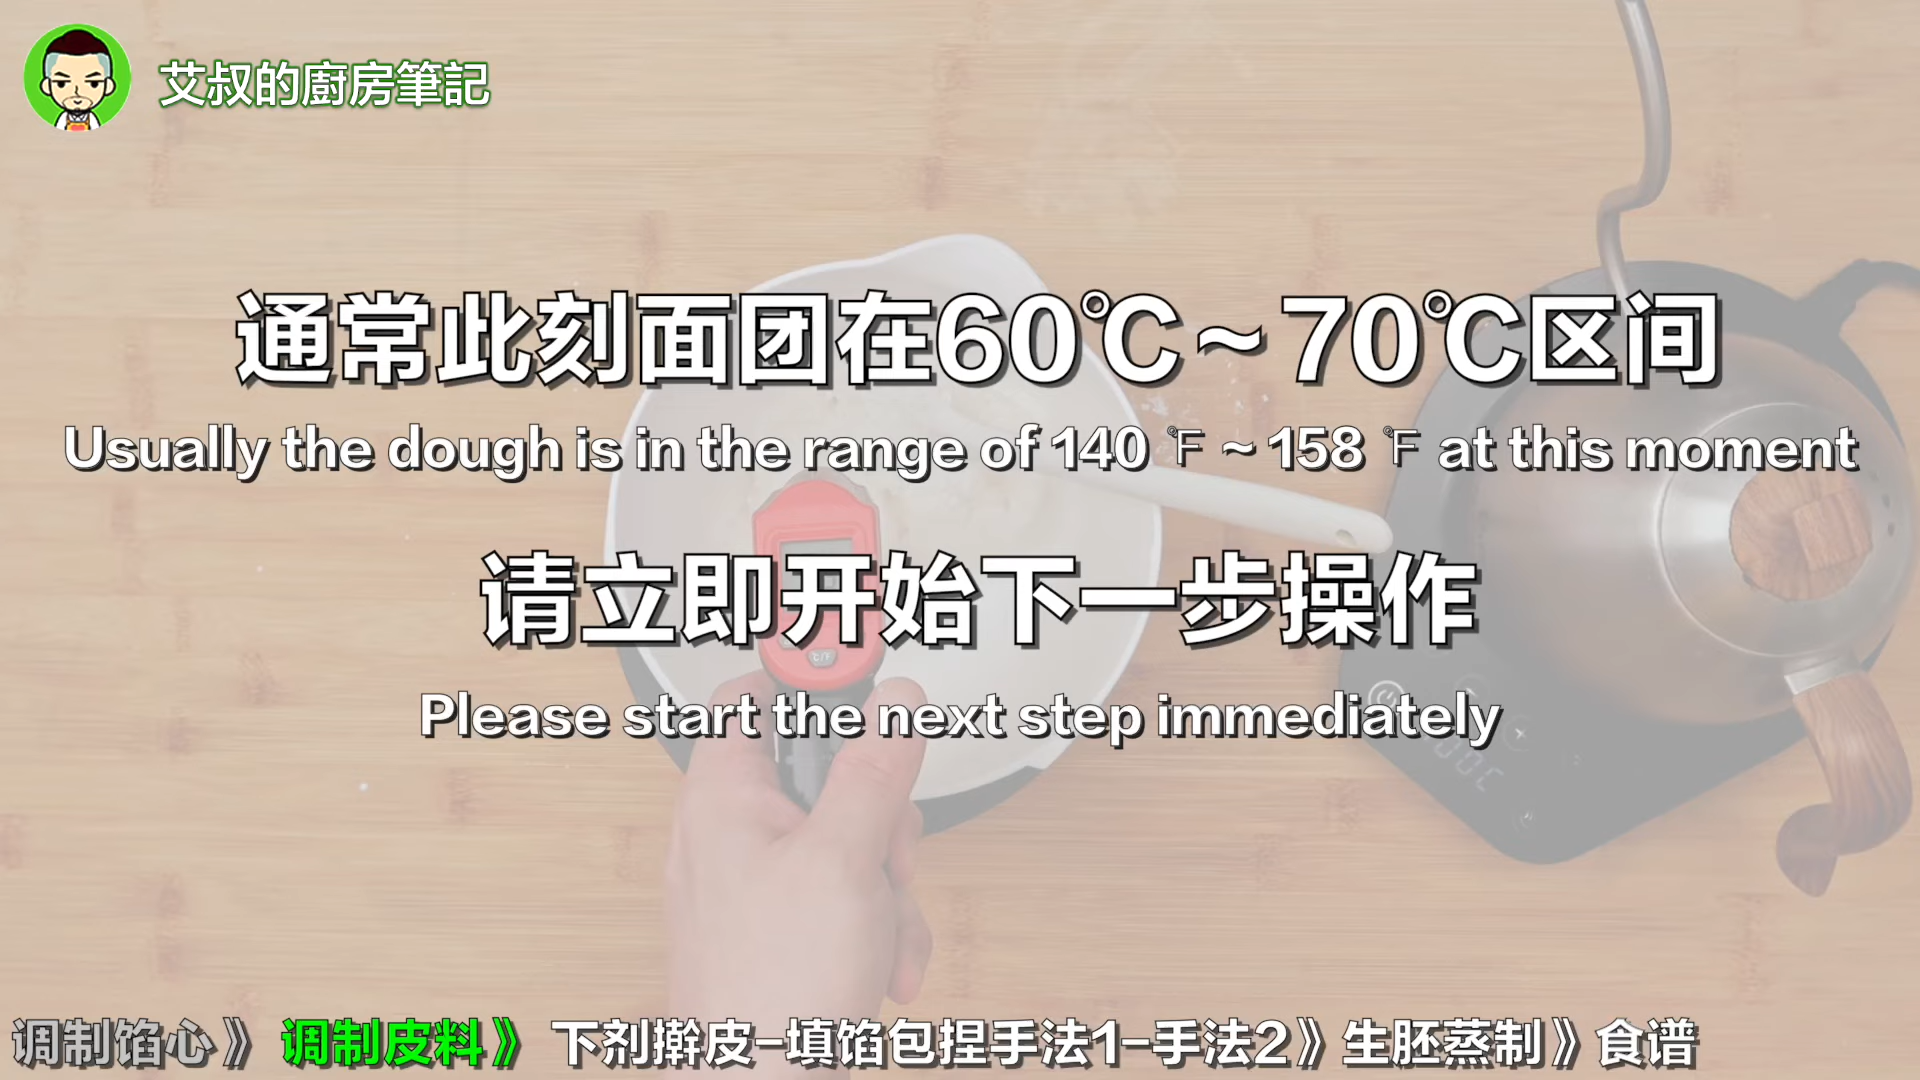 艾叔的廚房筆記
通常此刻面团在60℃~70℃区间
Usually the dough is in the range of 140 ℉ ~ 158 ℉ at this moment
请立即开始下一步操作
Please start the next step immediately
C/F
调制馅心》 调制皮料》 下剂擀皮-填馅包捏手法1-手法2》生胚蒸制》食谱